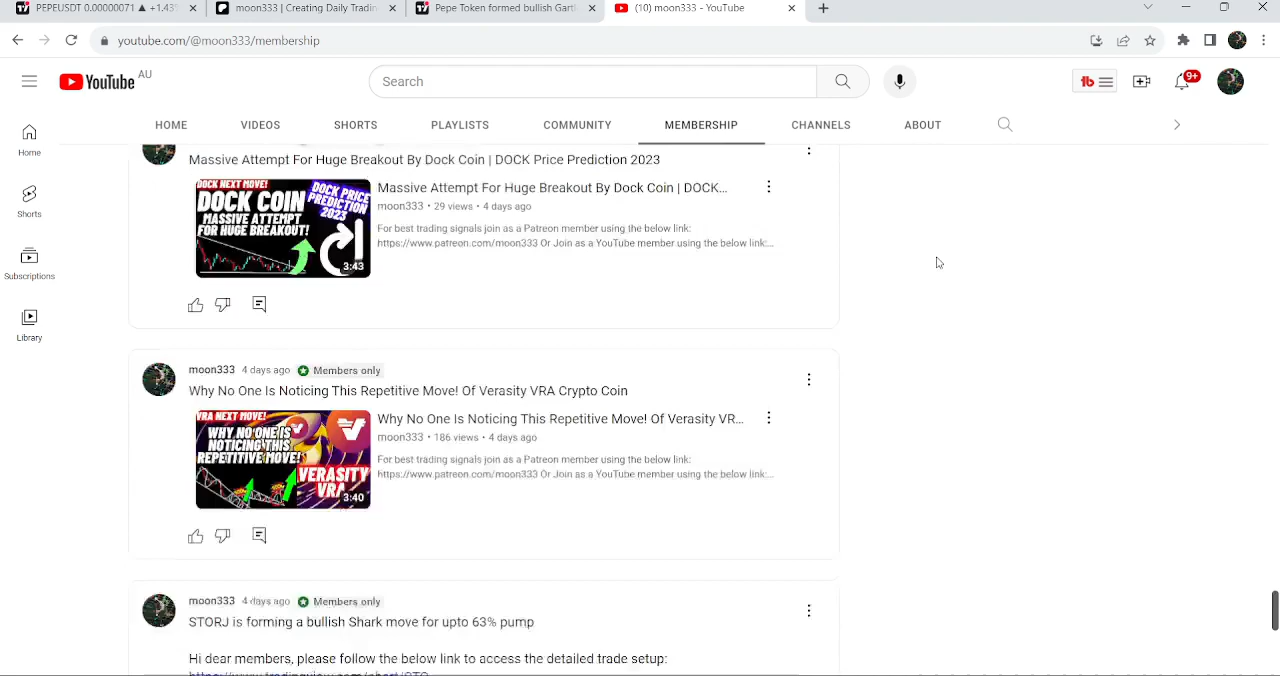 PEPEUSDT 0.00000071 ▲ +1.43
moon333 | Creating Daily Tradin
Pepe Token formed bullish Gart
(10) moon333 - YouTube
youtube.com/@moon333/membership
YouTube AU
Search
9+
HOME VIDEOS SHORTS PLAYLISTS COMMUNITY MEMBERSHIP CHANNELS ABOUT
Home
Shorts
Subscriptions
Library
Massive Attempt For Huge Breakout By Dock Coin | DOCK Price Prediction 2023
DOCK NEXT MOVE!
DOCK COIN
MASSIVE ATTEMPT
FOR HUGE BREAKOUT!
DOCK PRICE
PREDICTION
2023
3:43
Massive Attempt For Huge Breakout By Dock Coin | DOCK...
moon333 • 29 views • 4 days ago
For best trading signals join as a Patreon member using the below link:
https://www.patreon.com/moon333 Or Join as a YouTube member using the below link:...
moon333 4 days ago Members only
Why No One Is Noticing This Repetitive Move! Of Verasity VRA Crypto Coin
VRA NEXT MOVE!
WHY NO ONE IS
NOTICING THIS
REPETITIVE MOVE!
VERASITY
VRA
3:40
Why No One Is Noticing This Repetitive Move! Of Verasity VR...
moon333 • 186 views • 4 days ago
For best trading signals join as a Patreon member using the below link:
https://www.patreon.com/moon333 Or Join as a YouTube member using the below link:...
moon333 4 days ago Members only
STORJ is forming a bullish Shark move for upto 63% pump
Hi dear members, please follow the below link to access the detailed trade setup: